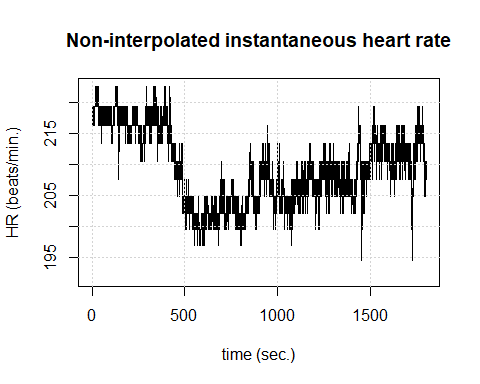 Non-interpolated instantaneous heart rate
HR (beats/min.)
215
205
195
0 500 1000 1500
time (sec.)